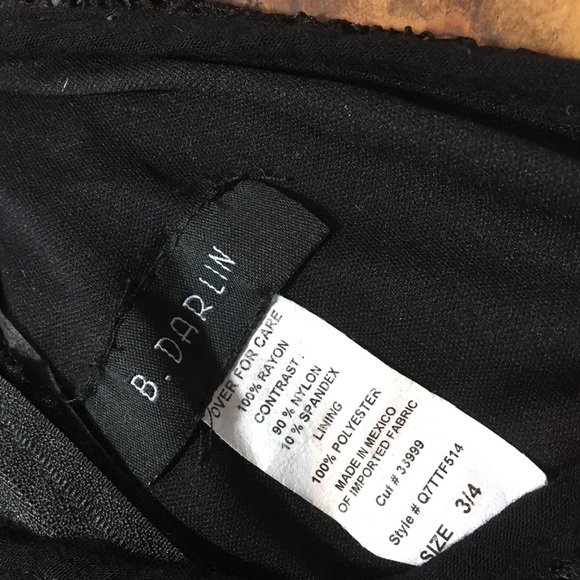 B. DARLIN
OVER FOR CARE
100% RAYON
CONTRAST :
90 % NYLON
10 % SPANDEX
LINING
100% POLYESTER
MADE IN MEXICO
OF IMPORTED FABRIC
Cut # 33999
Style # Q7TTF514
SIZE 3/4